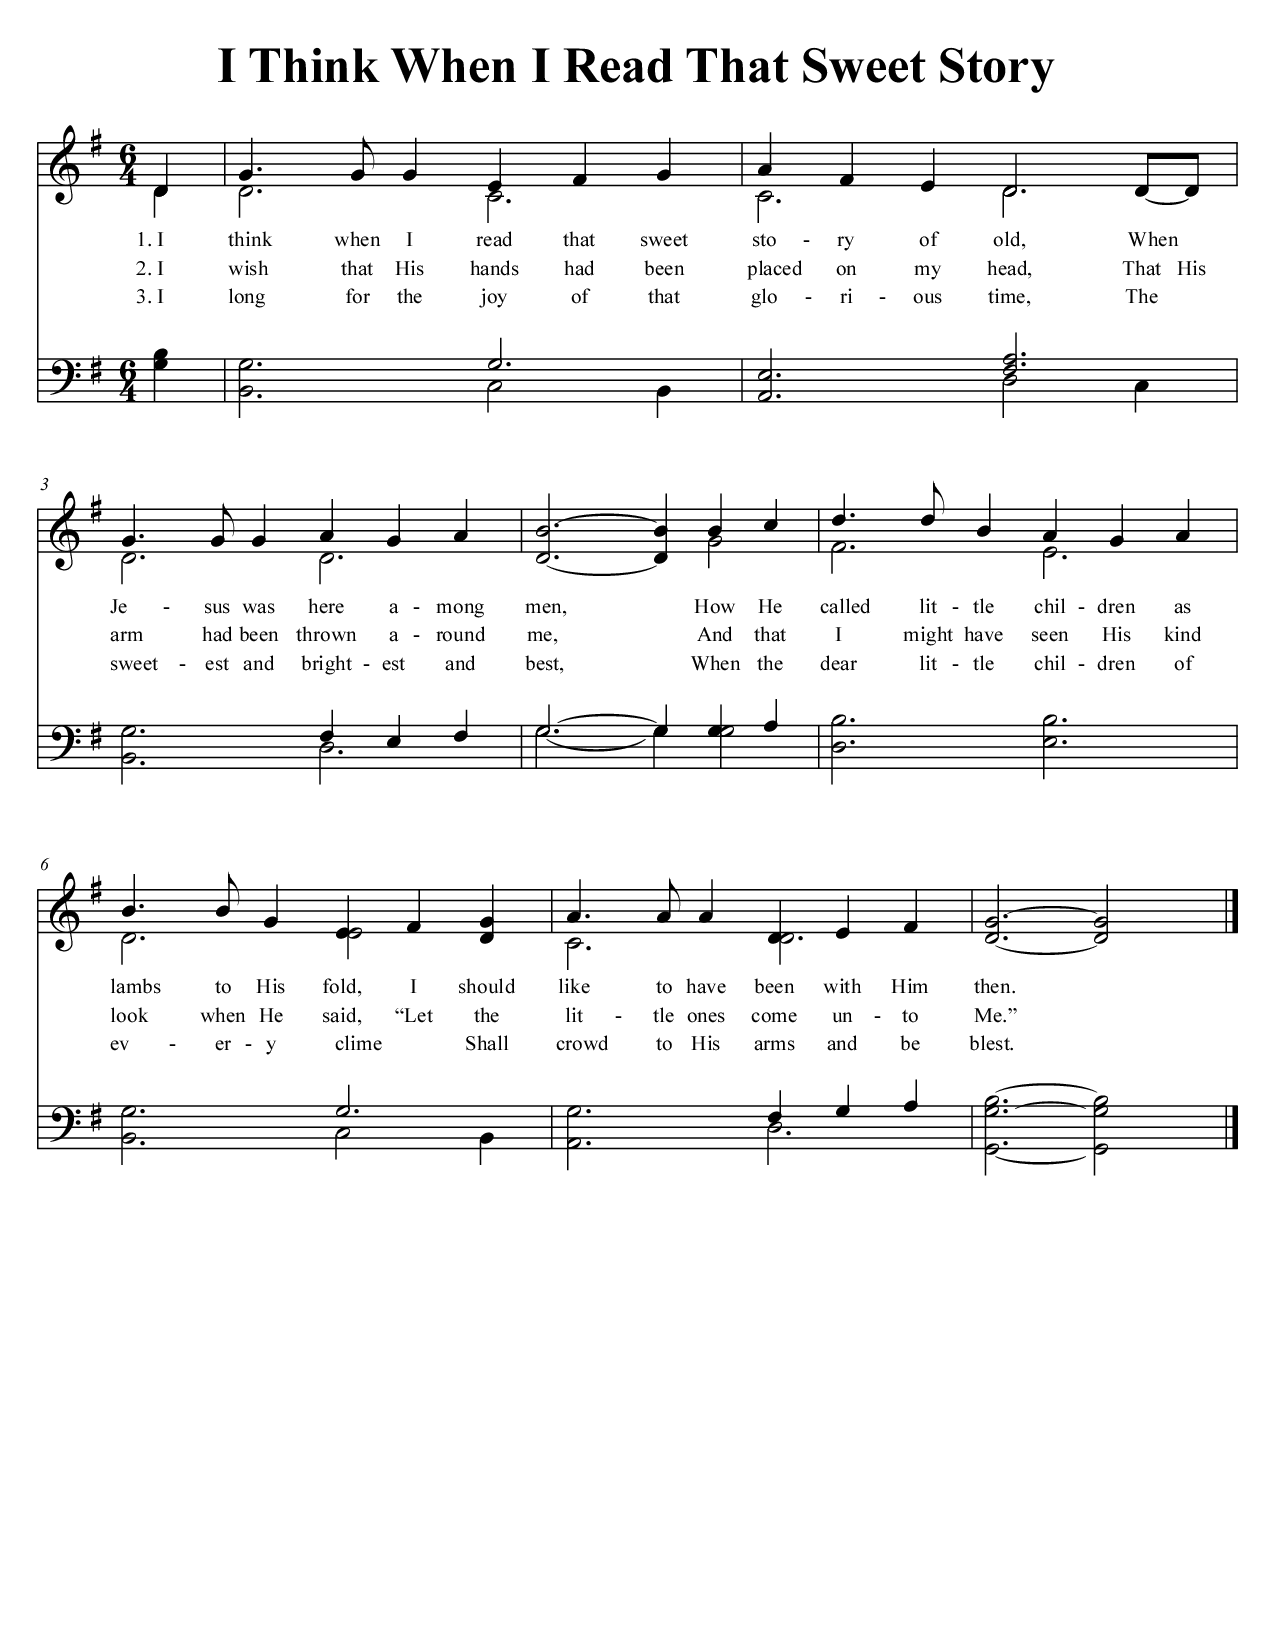 I Think When I Read That Sweet Story
6
4
1. I think when I read that sweet sto - ry of old, When
2. I wish that His hands had been placed on my head, That His
3. I long for the joy of that glo - ri - ous time, The
6
4
3
Je - sus was here a - mong men, How He called lit - tle chil - dren as
arm had been thrown a - round me, And that I might have seen His kind
sweet - est and bright - est and best, When the dear lit - tle chil - dren of
6
lambs to His fold, I should like to have been with Him then.
look when He said, “Let the lit - tle ones come un - to Me.”
ev - er - y clime Shall crowd to His arms and be blest.